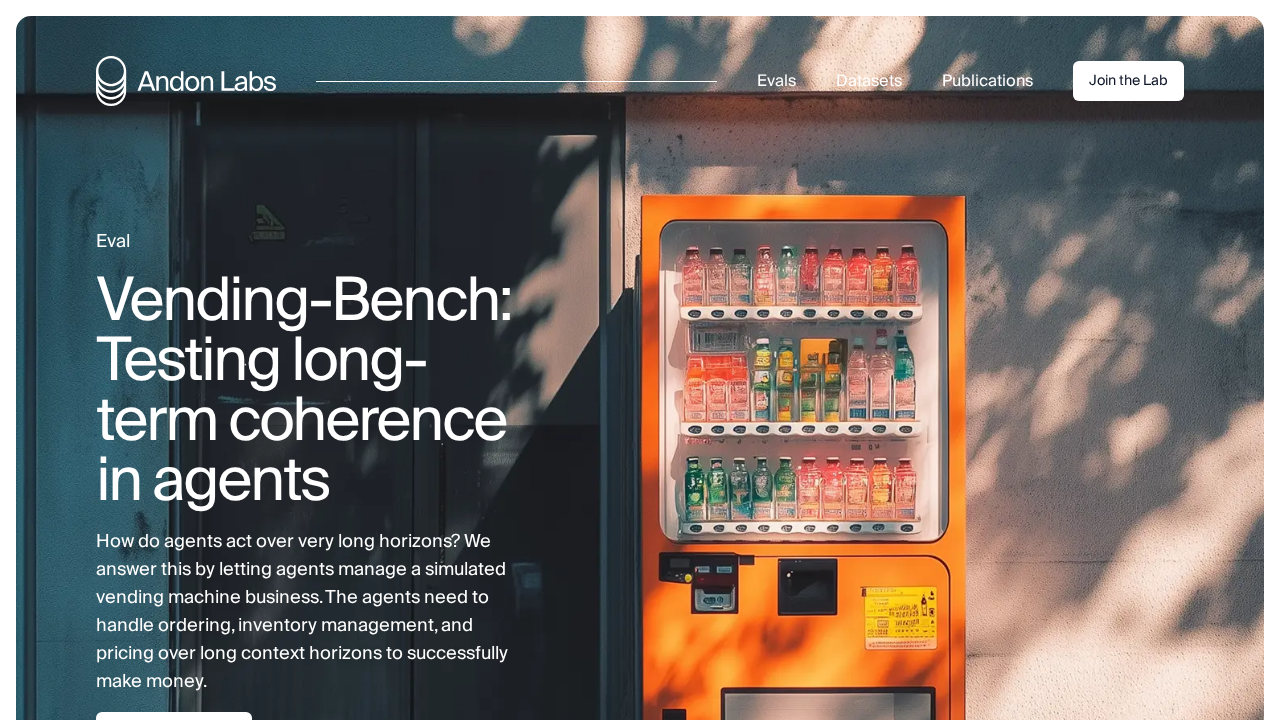 Andon Labs
Evals
Datasets
Publications
Join the Lab
Eval
Vending-Bench:
Testing long-
term coherence
in agents
How do agents act over very long horizons? We
answer this by letting agents manage a simulated
vending machine business. The agents need to
handle ordering, inventory management, and
pricing over long context horizons to successfully
make money.